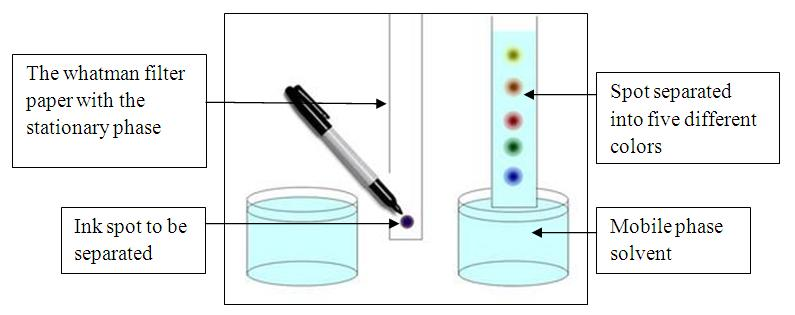 The whatman filter
paper with the
stationary phase
Ink spot to be
separated
Spot separated
into five different
colors
Mobile phase
solvent